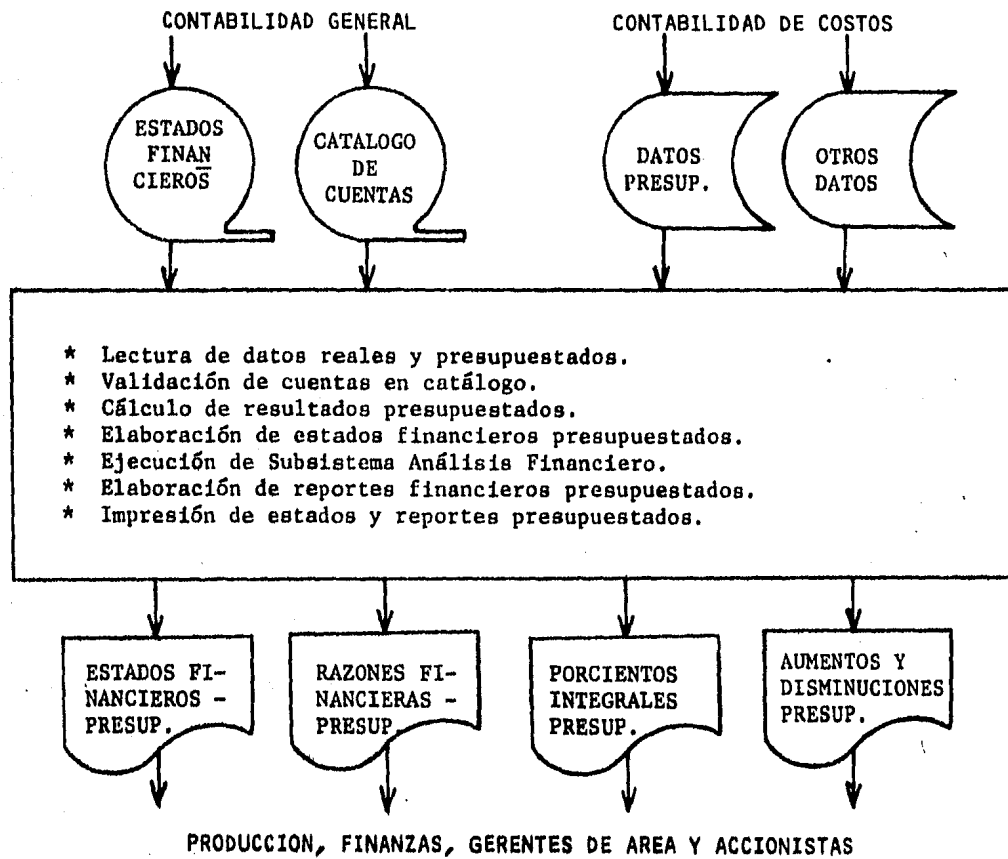 CONTABILIDAD GENERAL
CONTABILIDAD DE COSTOS
ESTADOS
FINAN
CIEROS
CATALOGO
DE
CUENTAS
DATOS
PRESUP.
OTROS
DATOS
* Lectura de datos reales y presupuestados.
* Validación de cuentas en catálogo.
* Cálculo de resultados presupuestados.
* Elaboración de estados financieros presupuestados.
* Ejecución de Subsistema Análisis Financiero.
* Elaboración de reportes financieros presupuestados.
* Impresión de estados y reportes presupuestados.
ESTADOS FI-
NANCIEROS -
PRESUP.
RAZONES FI-
NANCIERAS -
PRESUP.
PORCIENTOS
INTEGRALES
PRESUP.
AUMENTOS Y
DISMINUCIONES
PRESUP.
PRODUCCION, FINANZAS, GERENTES DE AREA Y ACCIONISTAS